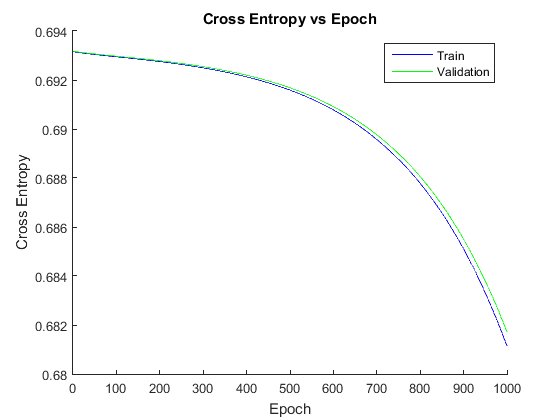 Cross Entropy vs Epoch
Train
Validation
0.694
0.692
0.69
0.688
0.686
0.684
0.682
0.68
Cross Entropy
0 100 200 300 400 500 600 700 800 900 1000
Epoch